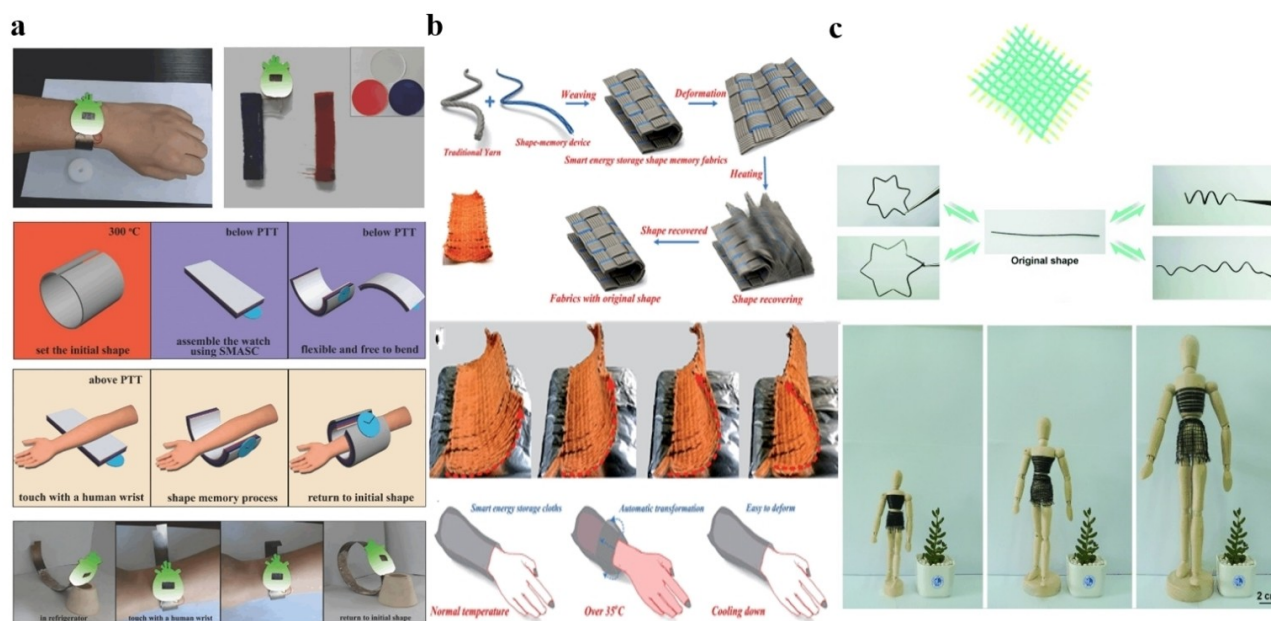 a
300 °C
set the initial shape
below PTT
assemble the watch
using SMASC
below PTT
flexible and free to bend
above PTT
touch with a human wrist
shape memory process
return to initial shape
in refrigerator
touch with a human wrist
return to initial shape
b
Traditional Yarn
+
Shape-memory device
Weaving
Smart energy storage shape memory fabrics
Deformation
Heating
Shape recovering
Shape recovered
Fabrics with original shape
Smart energy storage cloths
Automatic transformation
Easy to deform
Normal temperature
Over 35°C
Cooling down
c
Original shape
2 cm